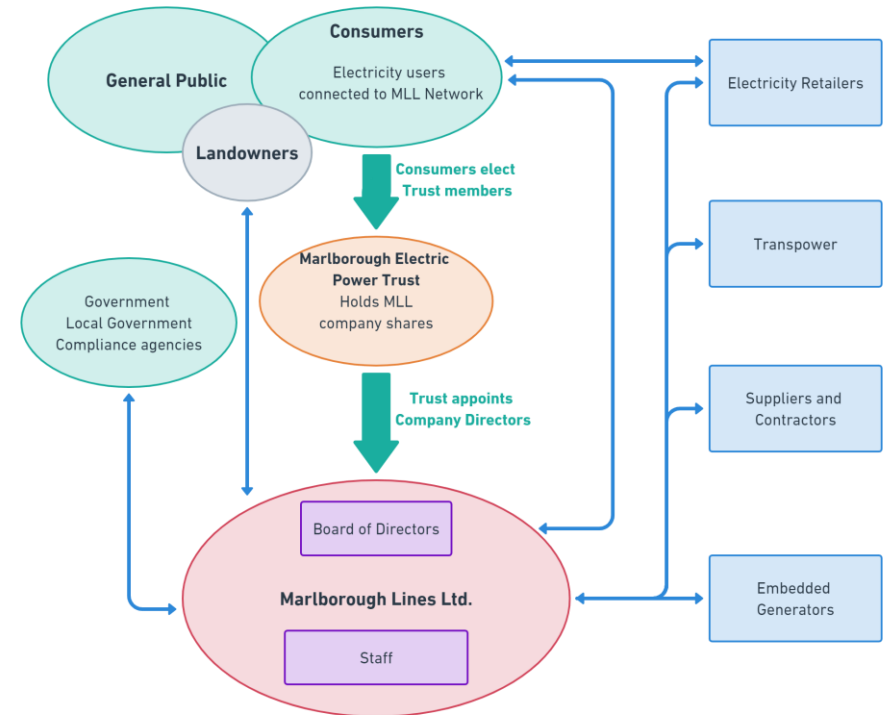 Consumers
Electricity users
connected to MLL Network
General Public
Landowners
Electricity Retailers
Consumers elect
Trust members
Transpower
Marlborough Electric
Power Trust
Holds MLL
company shares
Government
Local Government
Compliance agencies
Trust appoints
Company Directors
Suppliers and
Contractors
Board of Directors
Marlborough Lines Ltd.
Embedded
Generators
Staff